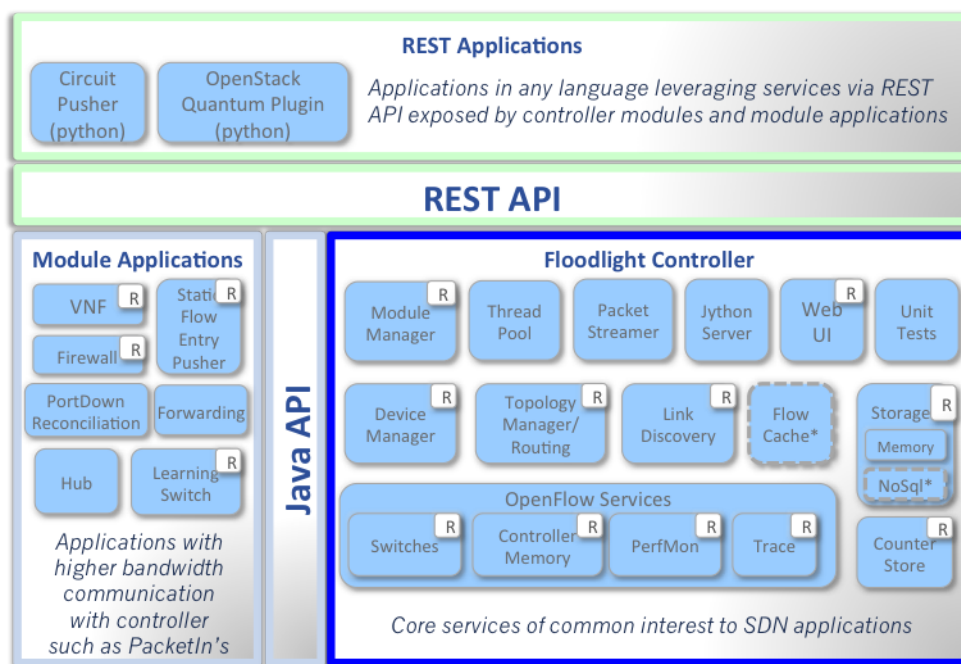 REST Applications
Circuit
Pusher
(python)
OpenStack
Quantum Plugin
(python)
Applications in any language leveraging services via REST
API exposed by controller modules and module applications
REST API
Module Applications
VNF
R
Static
Flow
Entry
Pusher
R
Firewall
R
PortDown
Reconciliation
Forwarding
Hub
Learning
Switch
R
Applications with
higher bandwidth
communication
with controller
such as PacketIn's
Java API
Floodlight Controller
Module
Manager
R
Thread
Pool
Packet
Streamer
Jython
Server
Web
UI
R
Unit
Tests
Device
Manager
R
Topology
Manager/
Routing
R
Link
Discovery
R
Flow
Cache*
Storage
R
Memory
NoSql*
OpenFlow Services
Switches
R
Controller
Memory
R
PerfMon
R
Trace
R
Counter
Store
R
Core services of common interest to SDN applications